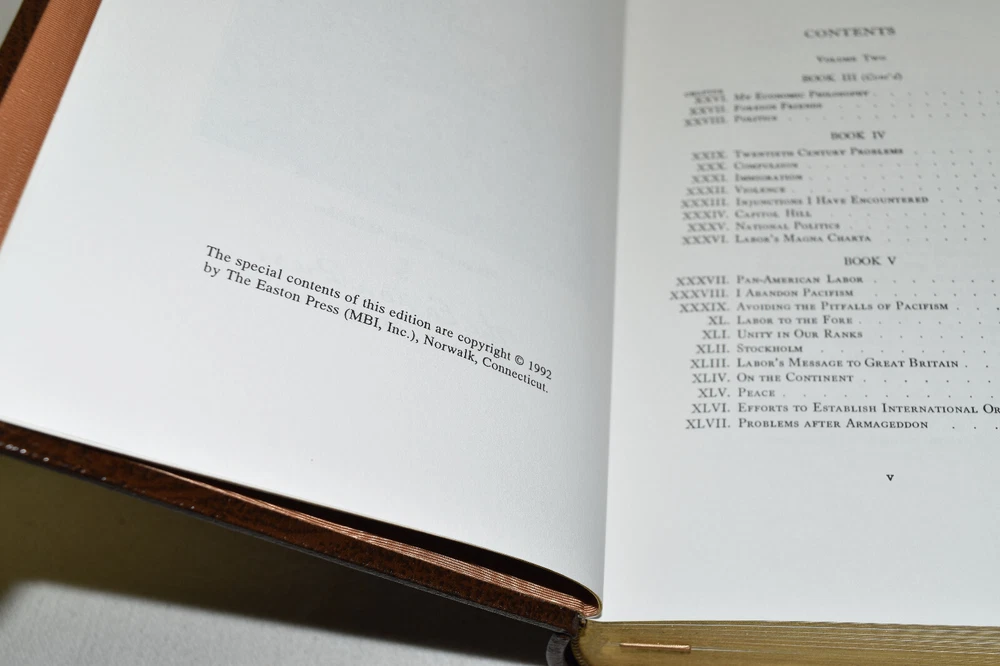 The special contents of this edition are copyright © 1992
by The Easton Press (MBI, Inc.), Norwalk, Connecticut.
CONTENTS
VOLUME TWO
BOOK III (Cont'd)
CHAPTER
XXVI. MY ECONOMIC PHILOSOPHY
XXVII. FOREIGN FRIENDS
XXVIII. POLITICS
BOOK IV
XXIX. TWENTIETH CENTURY PROBLEMS
XXX. COMPULSION
XXXI. IMMIGRATION
XXXII. VIOLENCE
XXXIII. INJUNCTIONS I HAVE ENCOUNTERED
XXXIV. CAPITOL HILL
XXXV. NATIONAL POLITICS
XXXVI. LABOR'S MAGNA CHARTA
BOOK V
XXXVII. PAN-AMERICAN LABOR
XXXVIII. I ABANDON PACIFISM
XXXIX. AVOIDING THE PITFALLS OF PACIFISM
XL. LABOR TO THE FORE
XLI. UNITY IN OUR RANKS
XLII. STOCKHOLM
XLIII. LABOR'S MESSAGE TO GREAT BRITAIN
XLIV. ON THE CONTINENT
XLV. PEACE
XLVI. EFFORTS TO ESTABLISH INTERNATIONAL OR
XLVII. PROBLEMS AFTER ARMAGEDDON
v